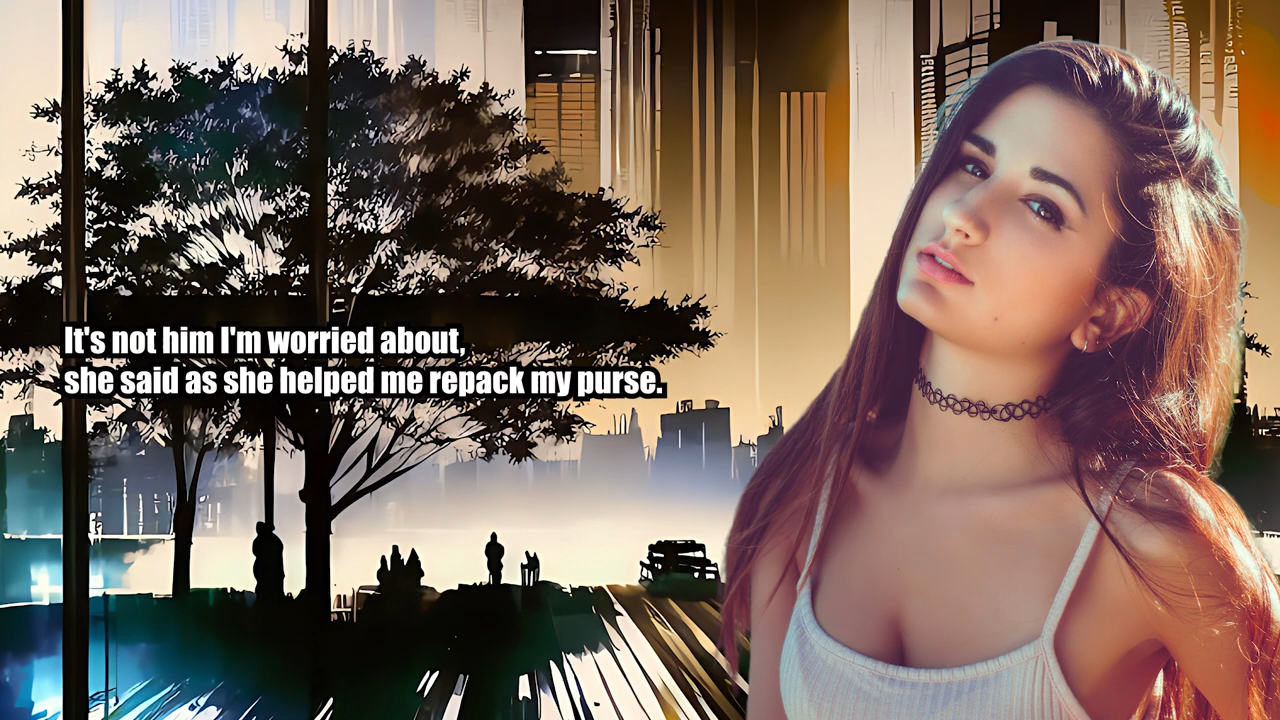 It's not him I'm worried about,
she said as she helped me repack my purse.